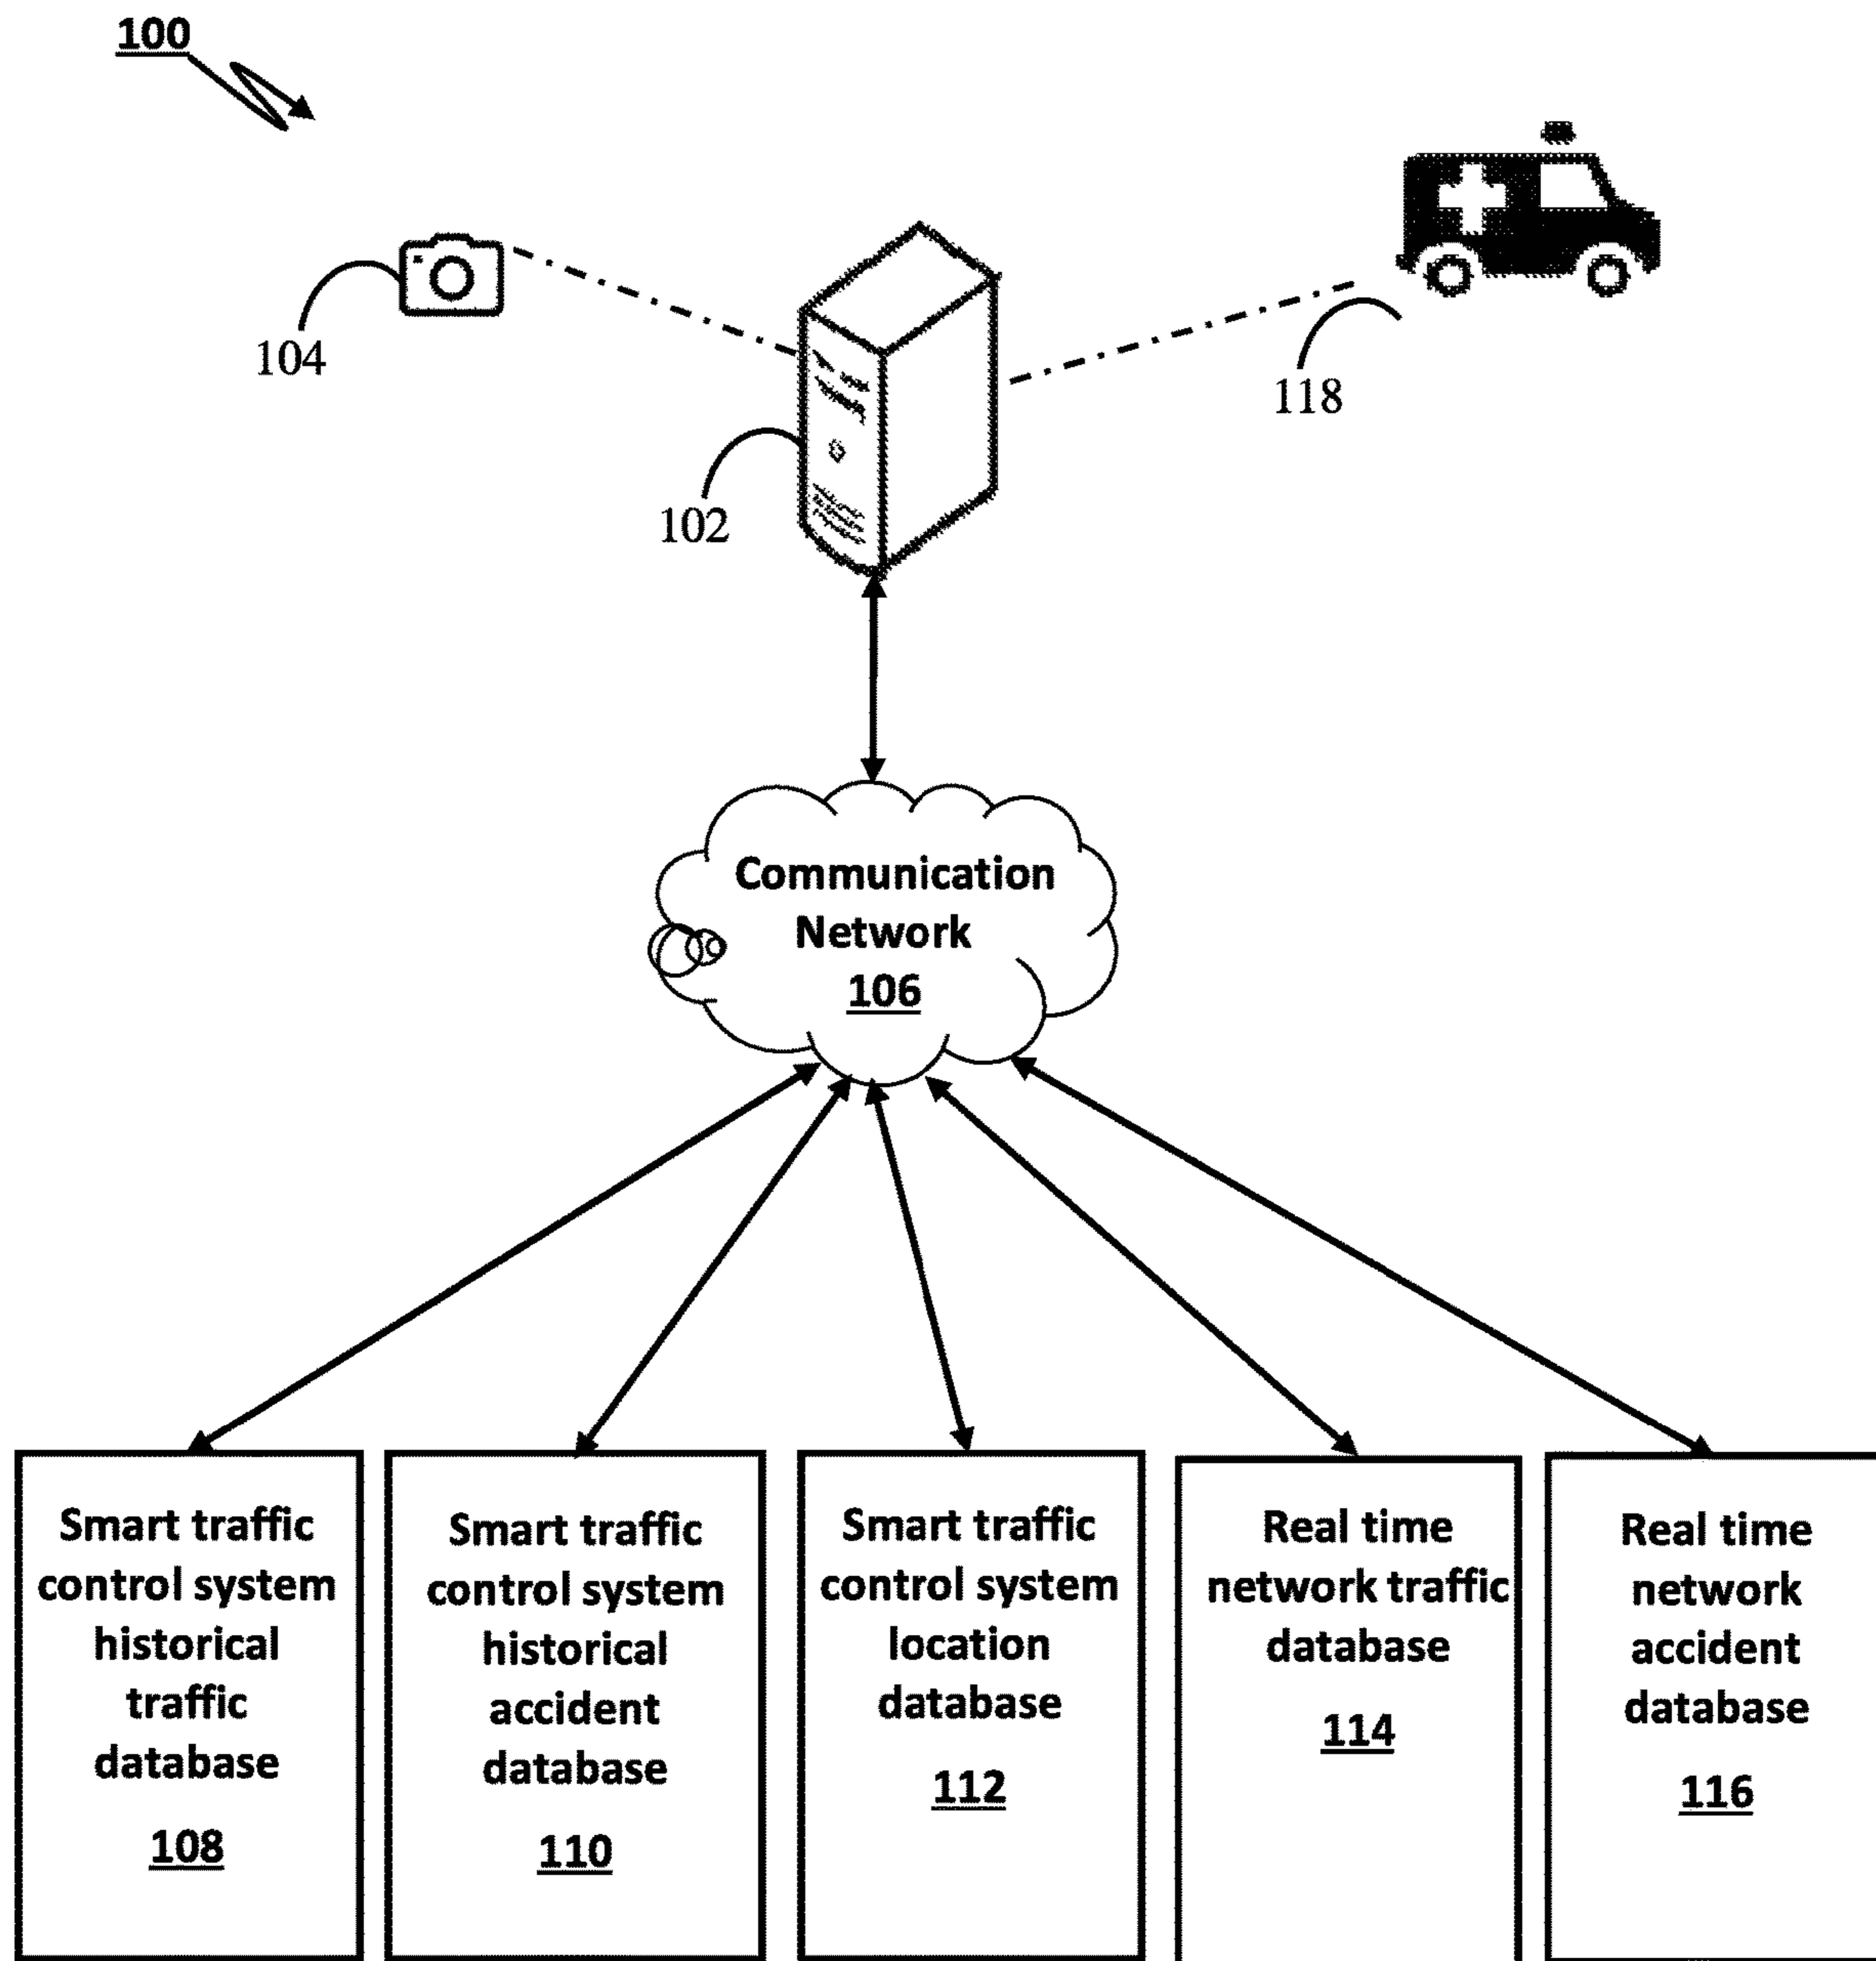 100
104
118
102
Communication
Network
106
Smart traffic
control system
historical
traffic
database
108
Smart traffic
control system
historical
accident
database
110
Smart traffic
control system
location
database
112
Real time
network traffic
database
114
Real time
network
accident
database
116